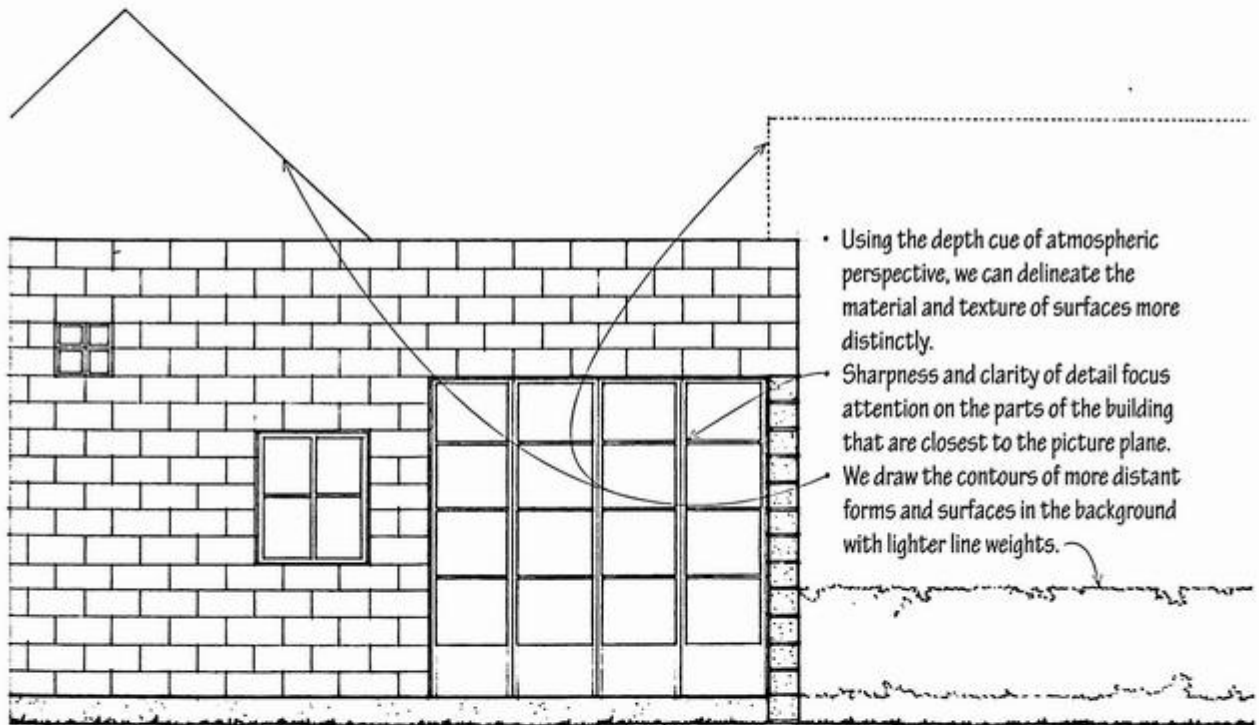 • Using the depth cue of atmospheric
perspective, we can delineate the
material and texture of surfaces more
distinctly.
• Sharpness and clarity of detail focus
attention on the parts of the building
that are closest to the picture plane.
• We draw the contours of more distant
forms and surfaces in the background
with lighter line weights.